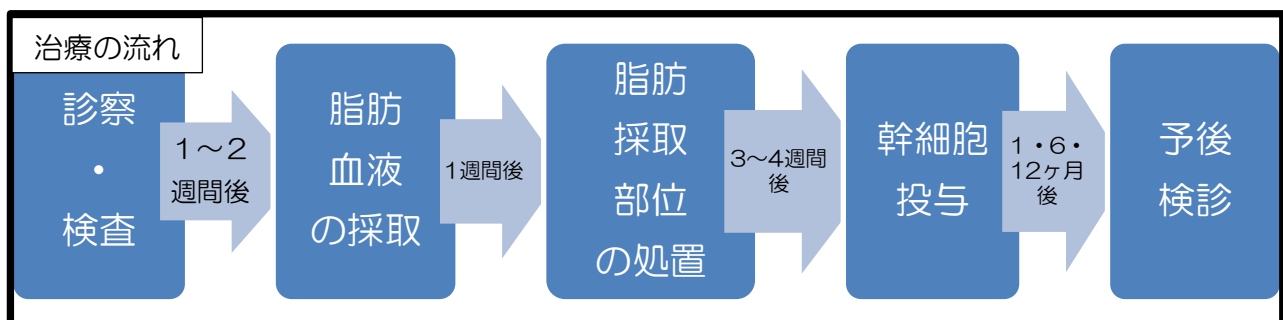 治療の流れ
診察
・
検査
1～2
週間後
脂肪
血液
の採取
1週間後
脂肪
採取
部位
の処置
3～4週間
後
幹細胞
投与
1・6・
12ヶ月
後
予後
検診